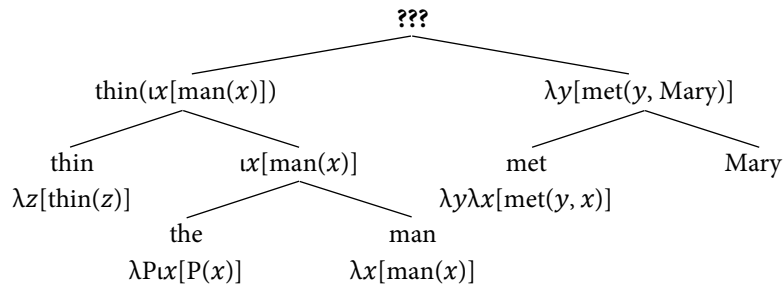 ???
thin(ιx[man(x)]) λy[met(y, Mary)]
thin ιx[man(x)] met Mary
λz[thin(z)] λyλx[met(y, x)]
the man
λPιx[P(x)] λx[man(x)]